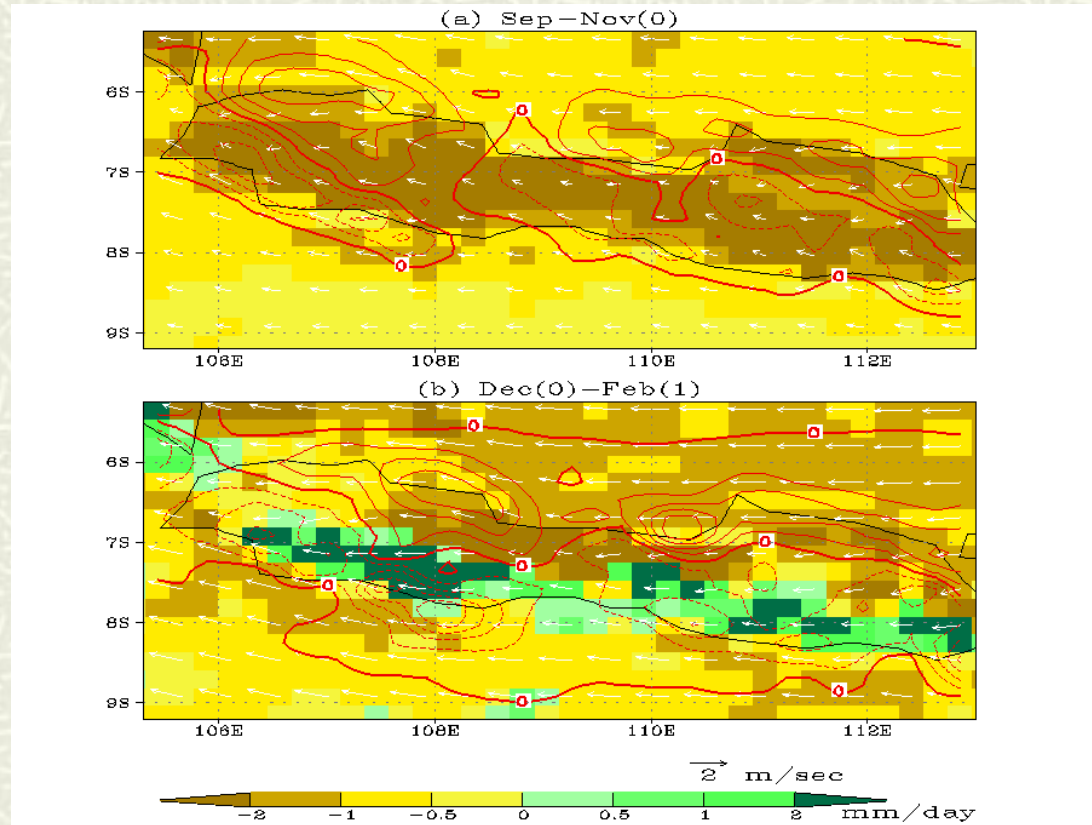 (a) Sep-Nov(0)
6S
7S
8S
9S
0
0
0
0
106E 108E 110E 112E
(b) Dec(0)-Feb(1)
6S
7S
8S
9S
0
0
0
0
0
0
0
106E 108E 110E 112E
2 m/sec
-2 -1 -0.5 0 0.5 1 2 mm/day